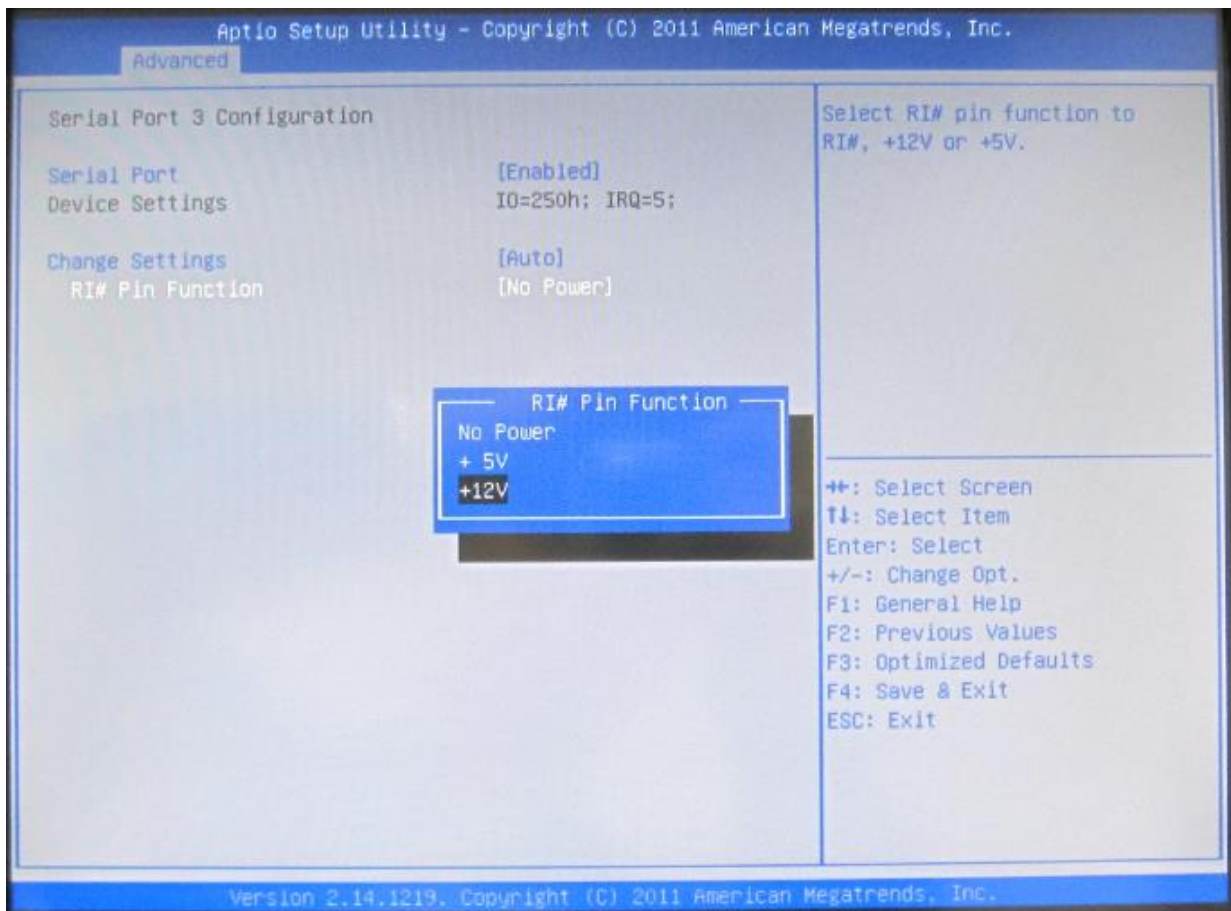 Aptio Setup Utility - Copyright (C) 2011 American Megatrends, Inc.
Advanced
Serial Port 3 Configuration
Serial Port [Enabled]
Device Settings IO=250h; IRQ=5;
Change Settings [Auto]
RI# Pin Function [No Power]
Select RI# pin function to
RI#, +12V or +5V.
RI# Pin Function
No Power
+ 5V
+12V
→←: Select Screen
↑↓: Select Item
Enter: Select
+/-: Change Opt.
F1: General Help
F2: Previous Values
F3: Optimized Defaults
F4: Save & Exit
ESC: Exit
Version 2.14.1219. Copyright (C) 2011 American Megatrends, Inc.